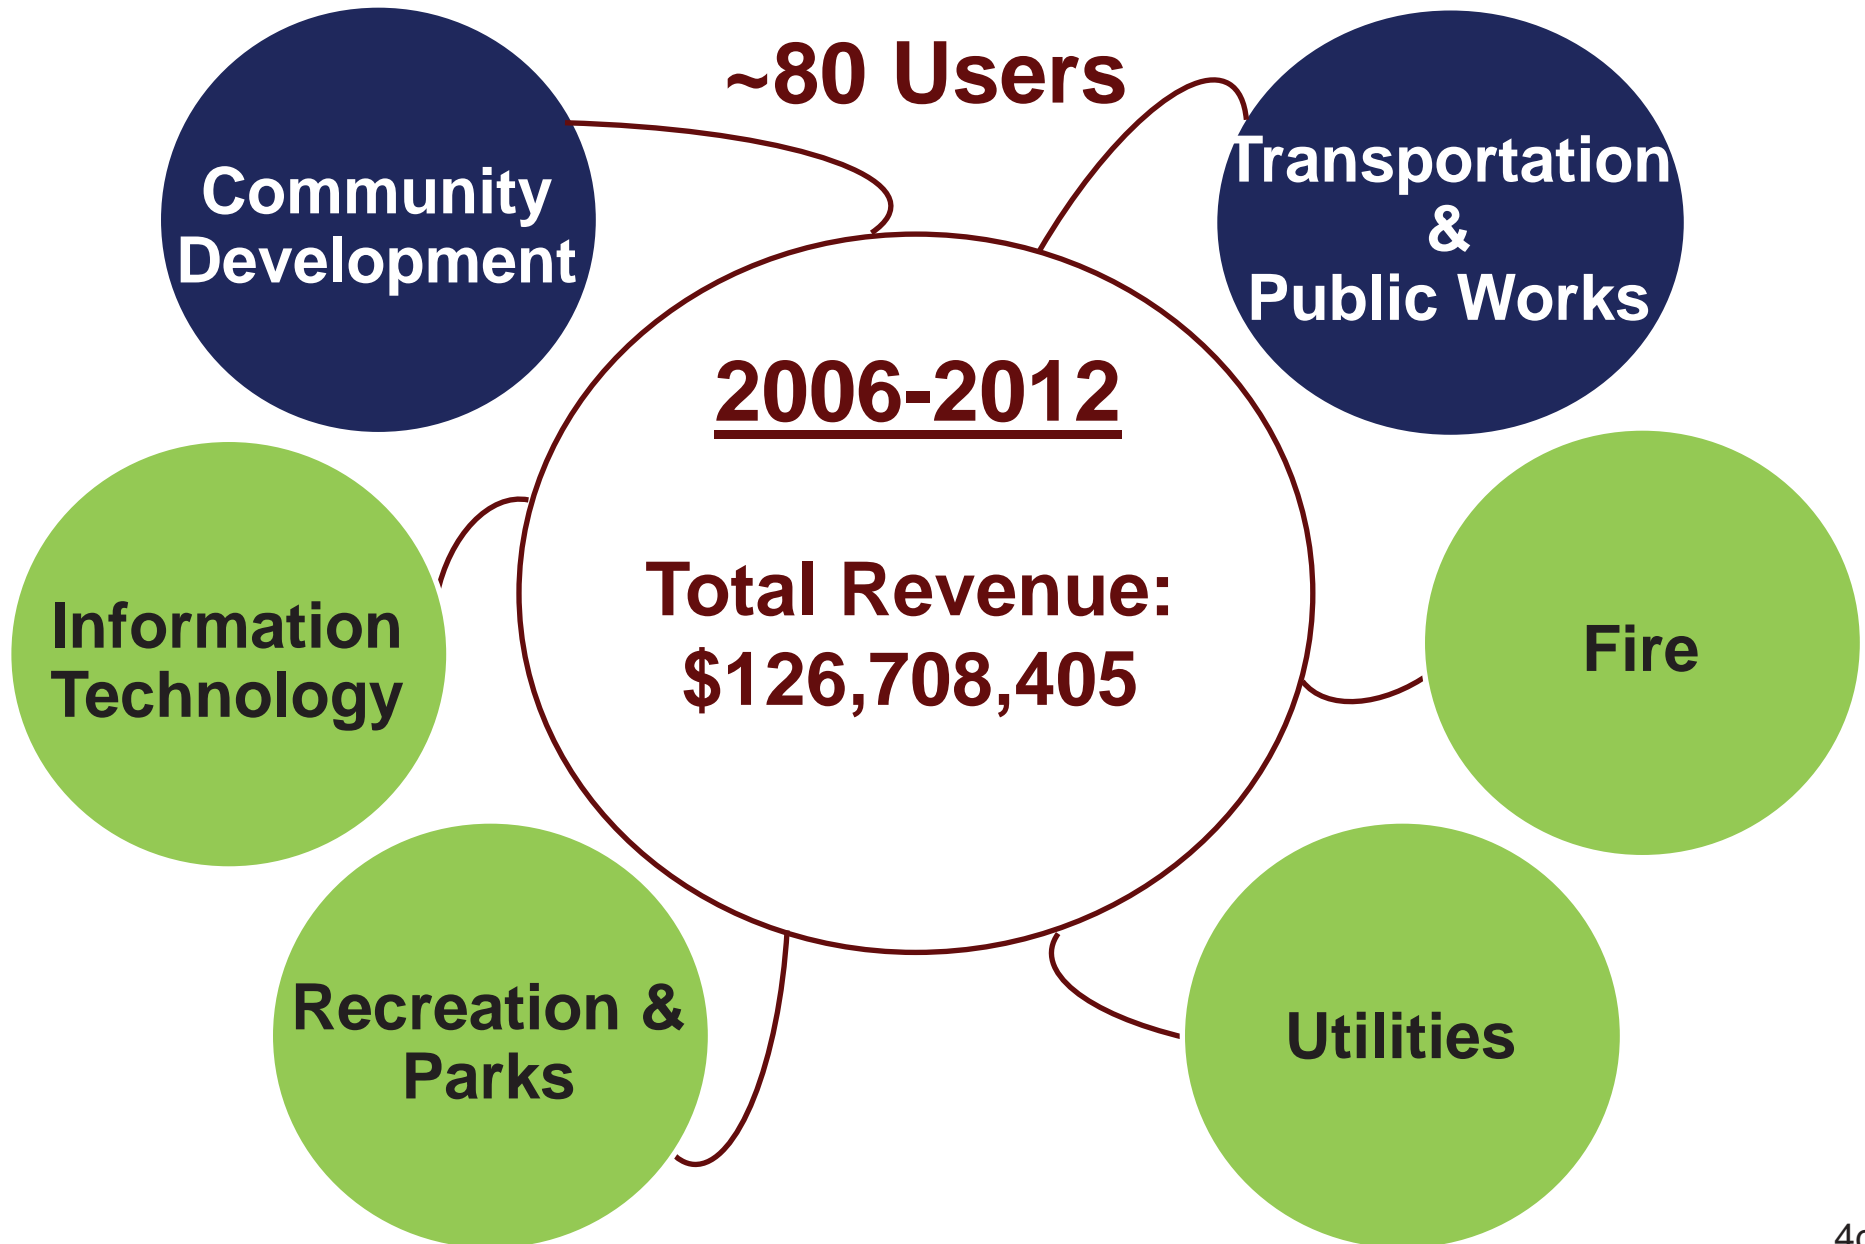 ~80 Users
Community
Development
Transportation
&
Public Works
2006-2012
Total Revenue:
$126,708,405
Information
Technology
Fire
Recreation &
Parks
Utilities